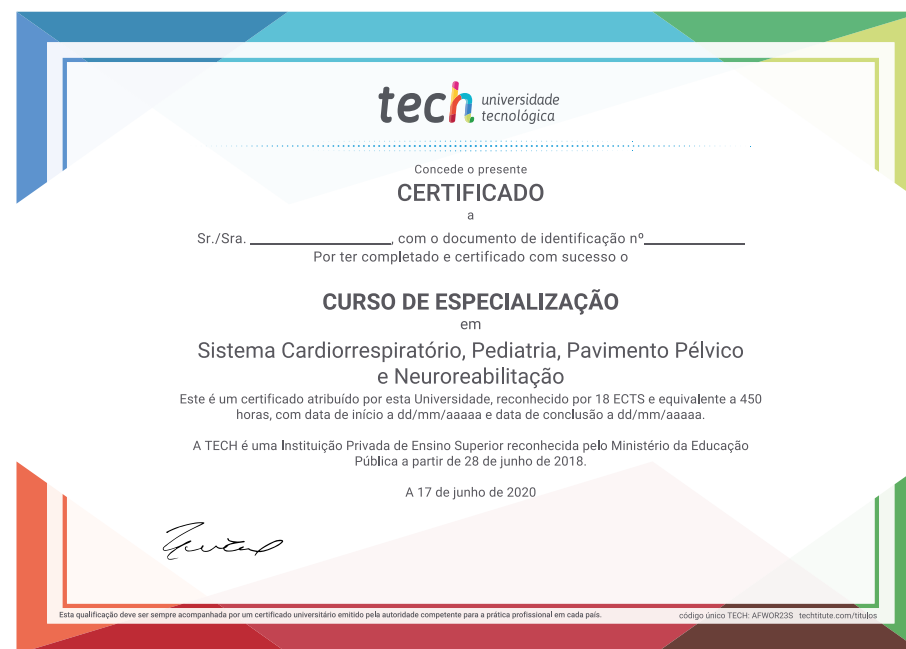 tech universidade
tecnológica
Concede o presente
CERTIFICADO
a
Sr./Sra. ____________, com o documento de identificação nº____________
Por ter completado e certificado com sucesso o
CURSO DE ESPECIALIZAÇÃO
em
Sistema Cardiorrespiratório, Pediatria, Pavimento Pélvico
e Neuroreabilitação
Este é um certificado atribuído por esta Universidade, reconhecido por 18 ECTS e equivalente a 450
horas, com data de início a dd/mm/aaaaa e data de conclusão a dd/mm/aaaaa.
A TECH é uma Instituição Privada de Ensino Superior reconhecida pelo Ministério da Educação
Pública a partir de 28 de junho de 2018.
A 17 de junho de 2020
Esta qualificação deve ser sempre acompanhada por um certificado universitário emitido pela autoridade competente para a prática profissional em cada país.
código único TECH: AFWOR23S techtitute.com/titulos